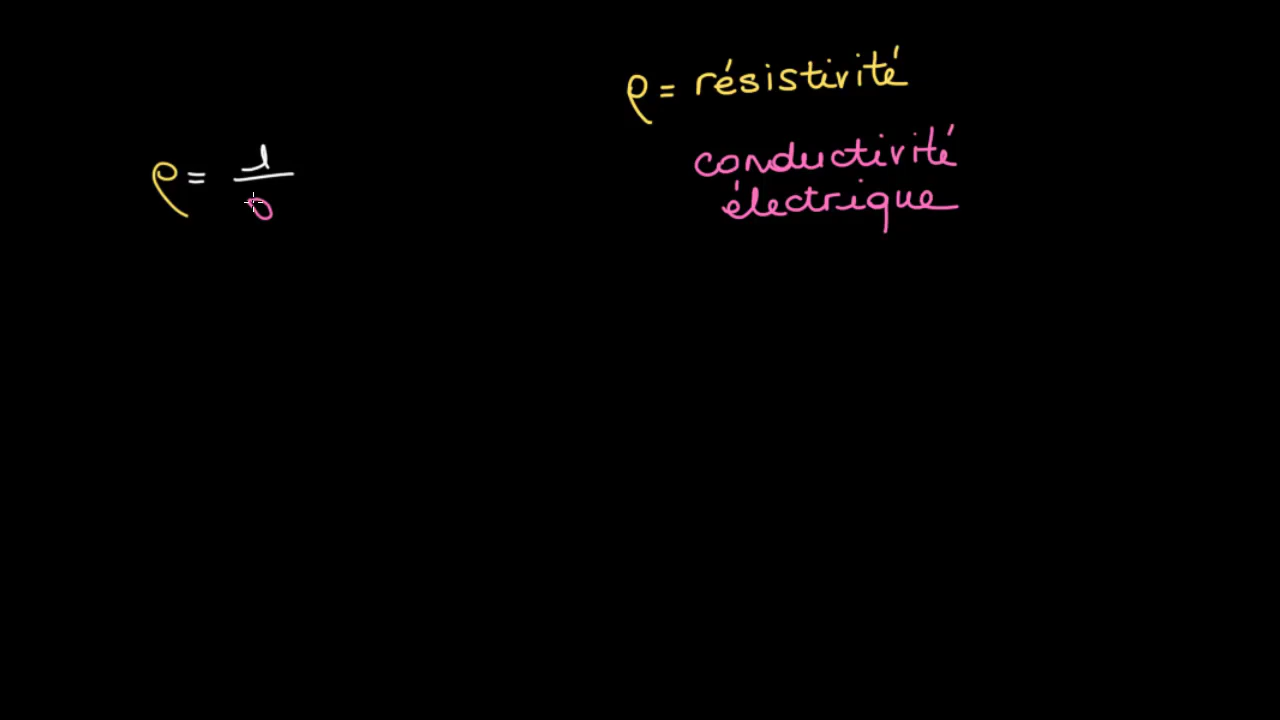 ρ = résistivité
conductivité
électrique
ρ = 1/σ